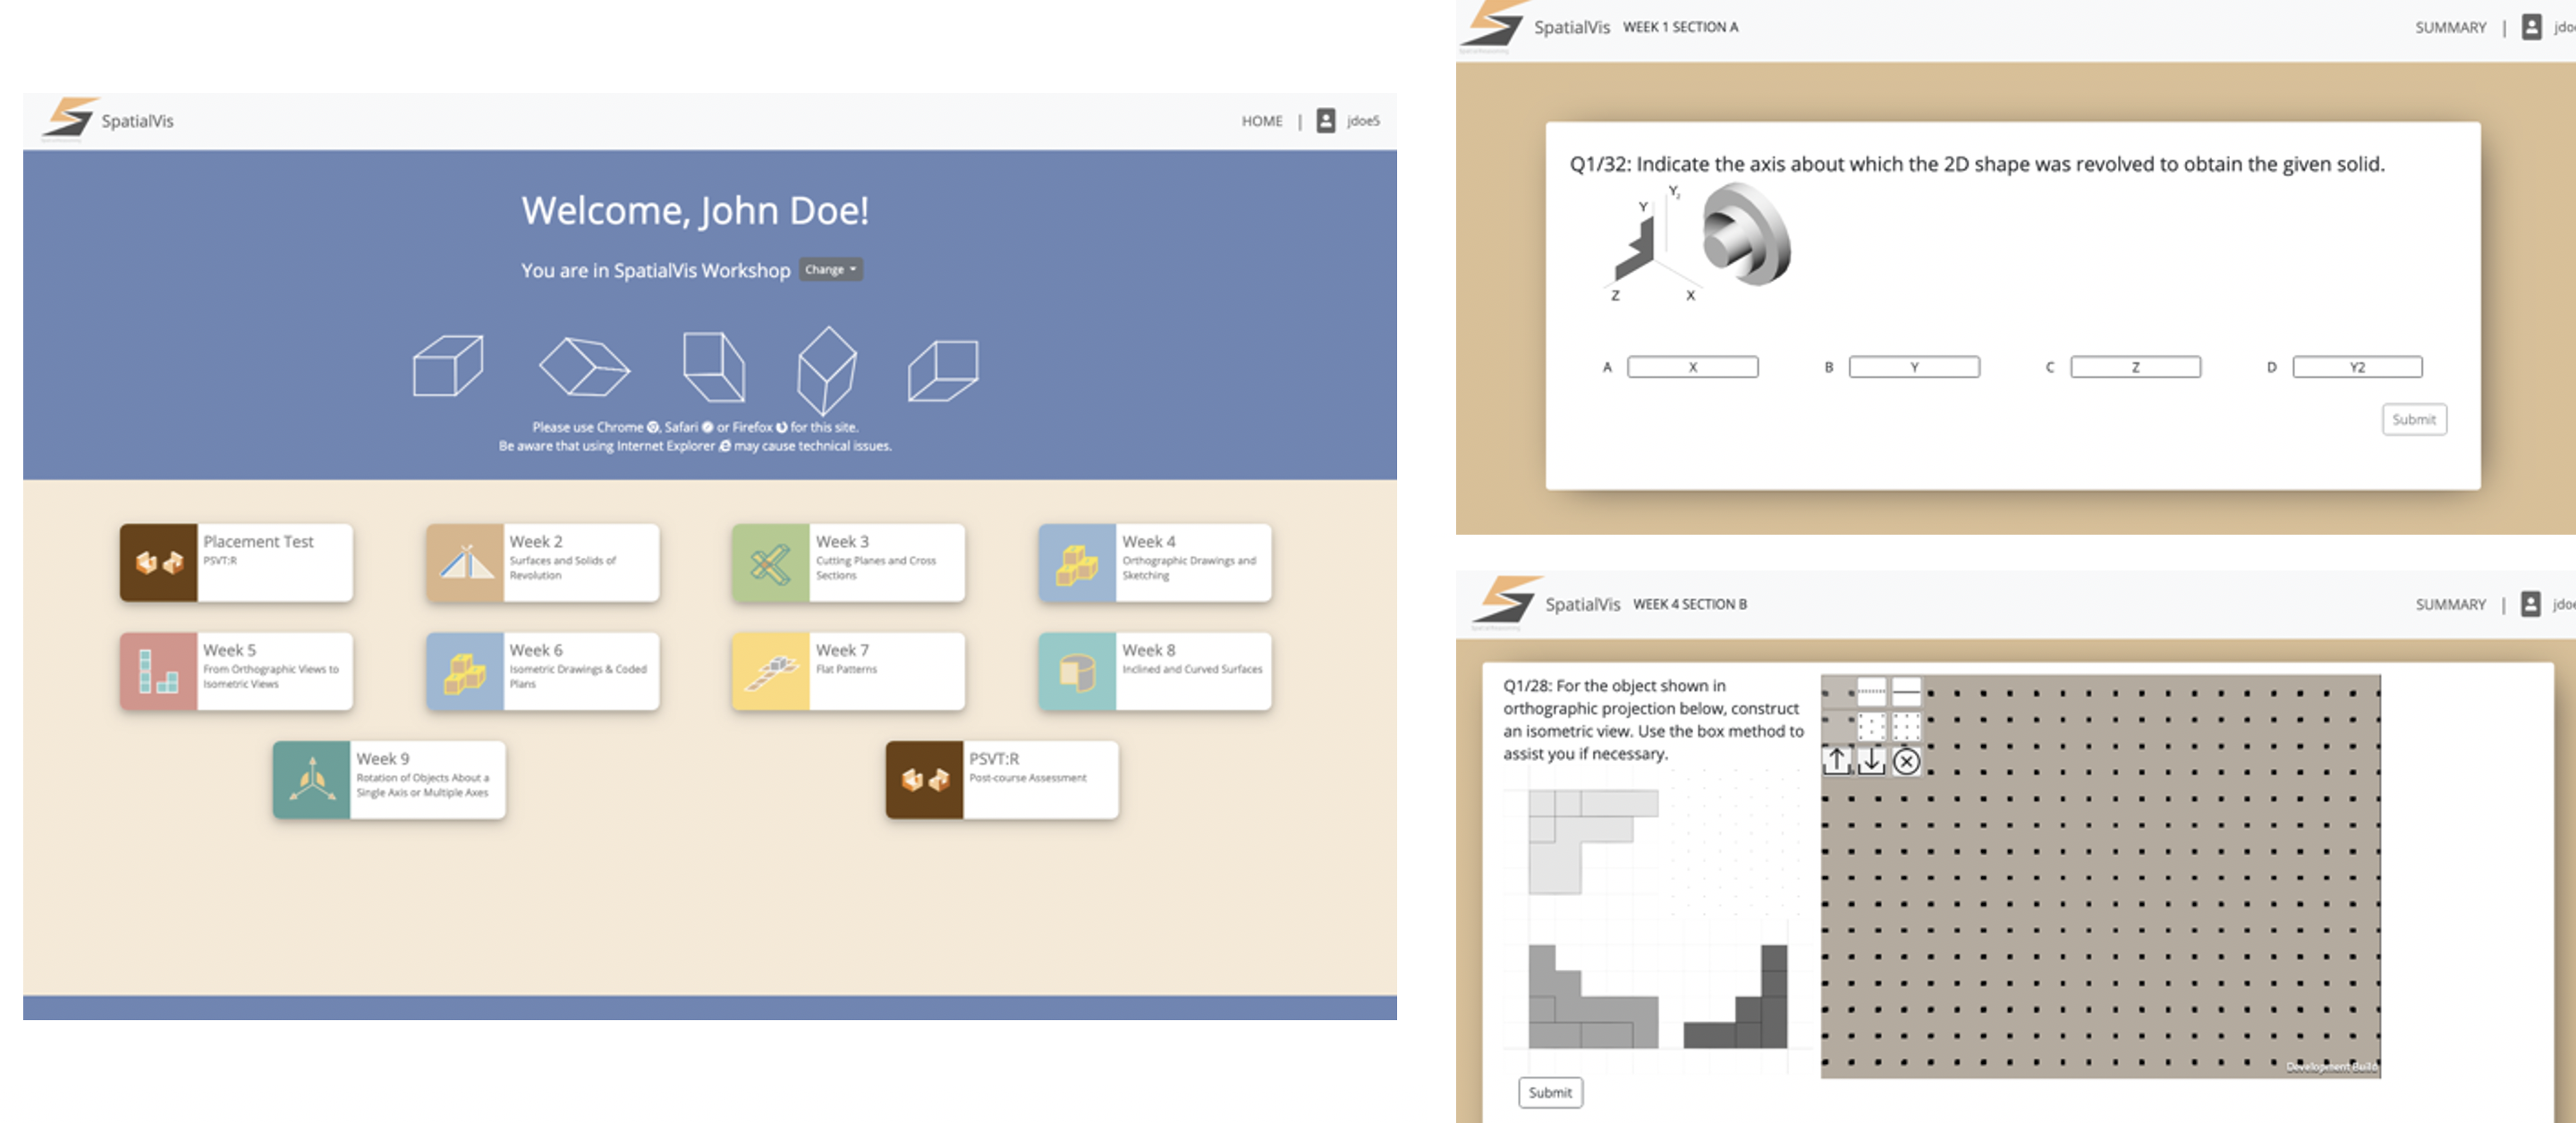 SpatialVis
HOME | jdoe5
Welcome, John Doe!
You are in SpatialVis Workshop Change
Please use Chrome , Safari or Firefox for this site.
Be aware that using Internet Explorer may cause technical issues.
Placement Test
PSVT:R
Week 2
Surfaces and Solids of
Revolution
Week 3
Cutting Planes and Cross
Sections
Week 4
Orthographic Drawings and
Sketching
Week 5
From Orthographic Views to
Isometric Views
Week 6
Isometric Drawings & Coded
Plans
Week 7
Flat Patterns
Week 8
Inclined and Curved Surfaces
Week 9
Rotation of Objects About a
Single Axis or Multiple Axes
PSVT:R
Post-course Assessment
SpatialVis WEEK 1 SECTION A
SUMMARY | jdo
Q1/32: Indicate the axis about which the 2D shape was revolved to obtain the given solid.
Y
Y2
Z
X
A X
B Y
C Z
D Y2
Submit
SpatialVis WEEK 4 SECTION B
SUMMARY | jdo
Q1/28: For the object shown in
orthographic projection below, construct
an isometric view. Use the box method to
assist you if necessary.
Development Build
Submit